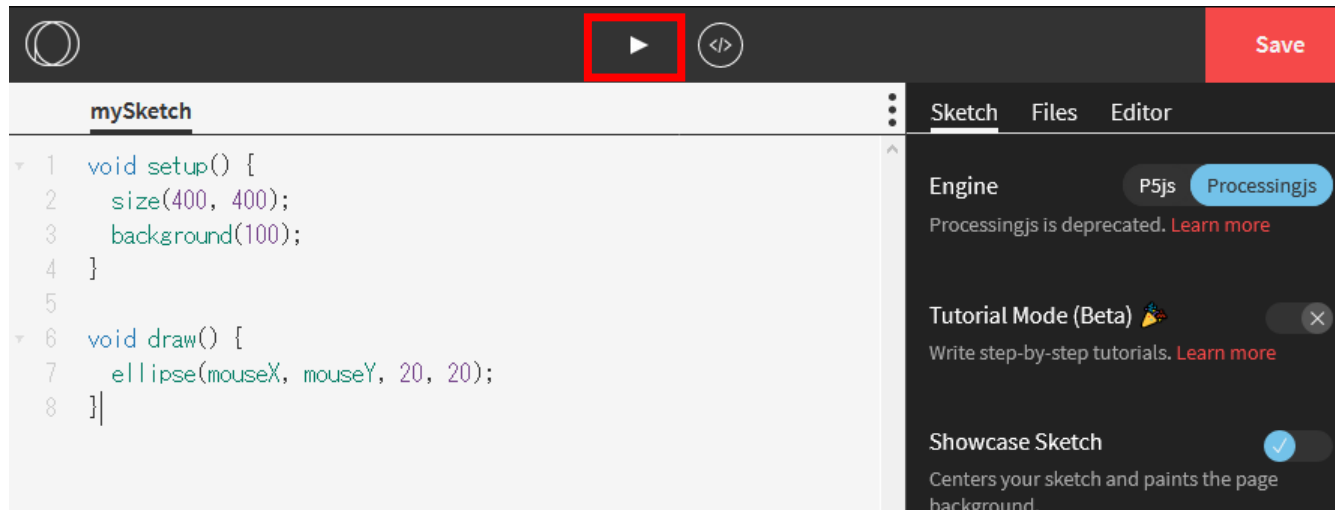 </>
Save
mySketch
Sketch Files Editor
1 void setup() {
2 size(400, 400);
3 background(100);
4 }
5
6 void draw() {
7 ellipse(mouseX, mouseY, 20, 20);
8 }
Engine
P5js Processingjs
Processingjs is deprecated. Learn more
Tutorial Mode (Beta) 🎉
Write step-by-step tutorials. Learn more
Showcase Sketch
Centers your sketch and paints the page
background.